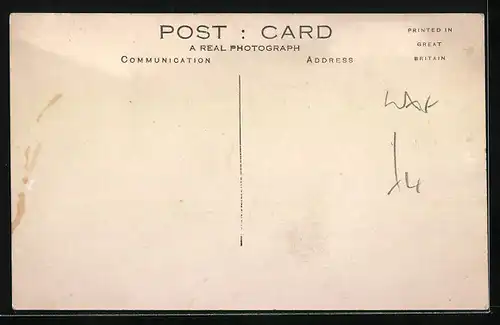 POST : CARD
A REAL PHOTOGRAPH
PRINTED IN
GREAT
BRITAIN
COMMUNICATION
ADDRESS